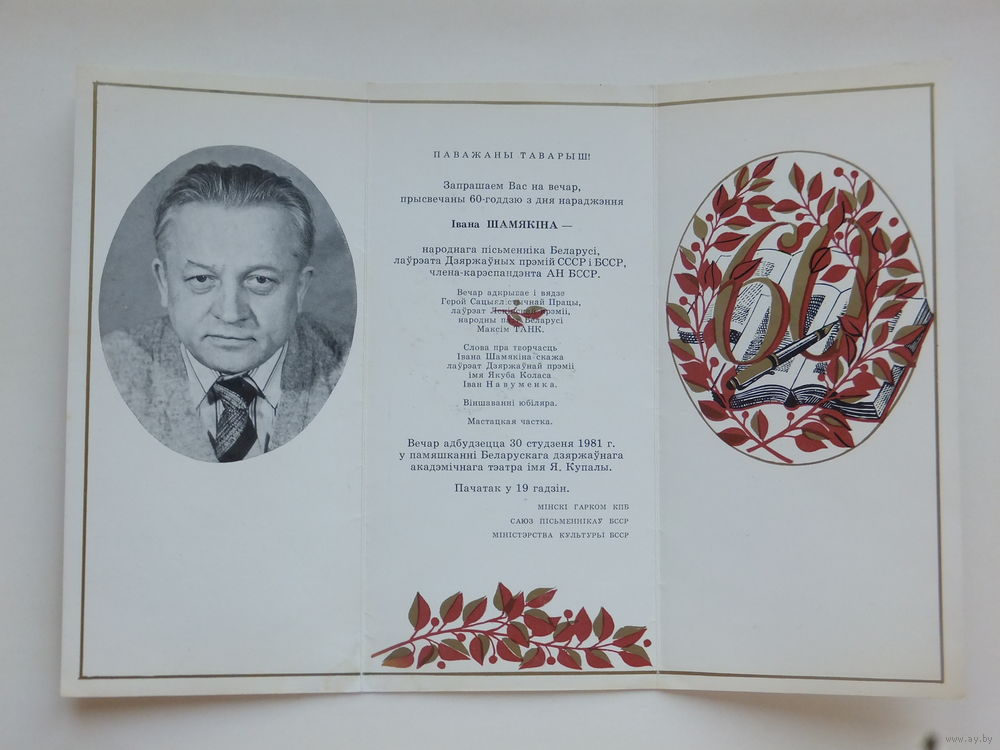 ПАВАЖАНЫ ТАВАРЫШ!
Запрашаем Вас на вечар,
прысвечаны 60-годдзю з дня нараджэння
Івана ШАМЯКІНА —
народнага пісьменніка Беларусі,
лаўрэата Дзяржаўных прэмій СССР і БССР,
члена-карэспандэнта АН БССР.
Вечар адкрывае і вядзе
Герой Сацыялістычнай Працы,
лаўрэат Ленінскай прэміі,
народны паэт Беларусі
Максім ТАНК.
Слова пра творчасць
Івана Шамякіна скажа
лаўрэат Дзяржаўнай прэміі
імя Якуба Коласа
Іван Навуменка.
Віншаванні юбіляра.
Мастацкая частка.
Вечар адбудзецца 30 студзеня 1981 г.
у памяшканні Беларускага дзяржаўнага
акадэмічнага тэатра імя Я. Купалы.
Пачатак у 19 гадзін.
МІНСКІ ГАРКОМ КПБ
САЮЗ ПІСЬМЕННІКАЎ БССР
МІНІСТЭРСТВА КУЛЬТУРЫ БССР
60
www.ay.by